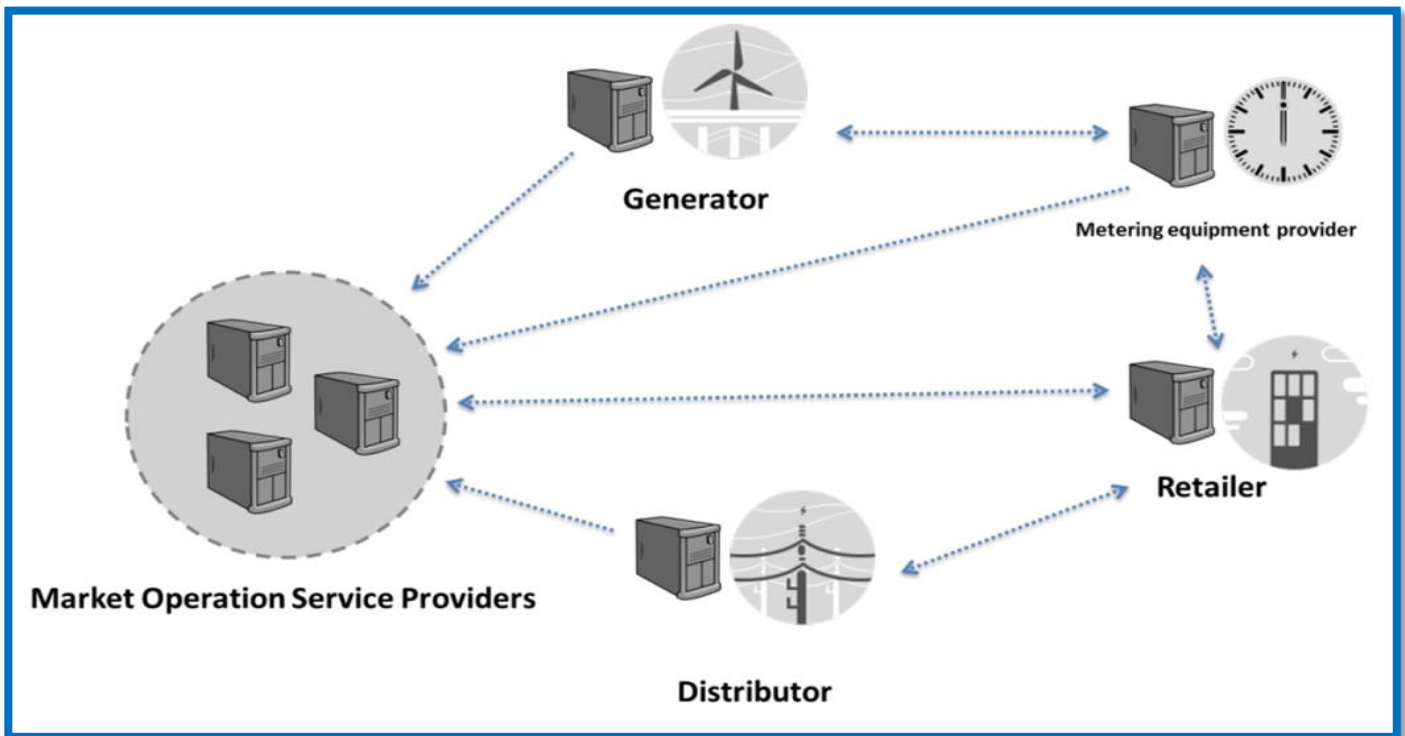 Generator
Metering equipment provider
Retailer
Market Operation Service Providers
Distributor